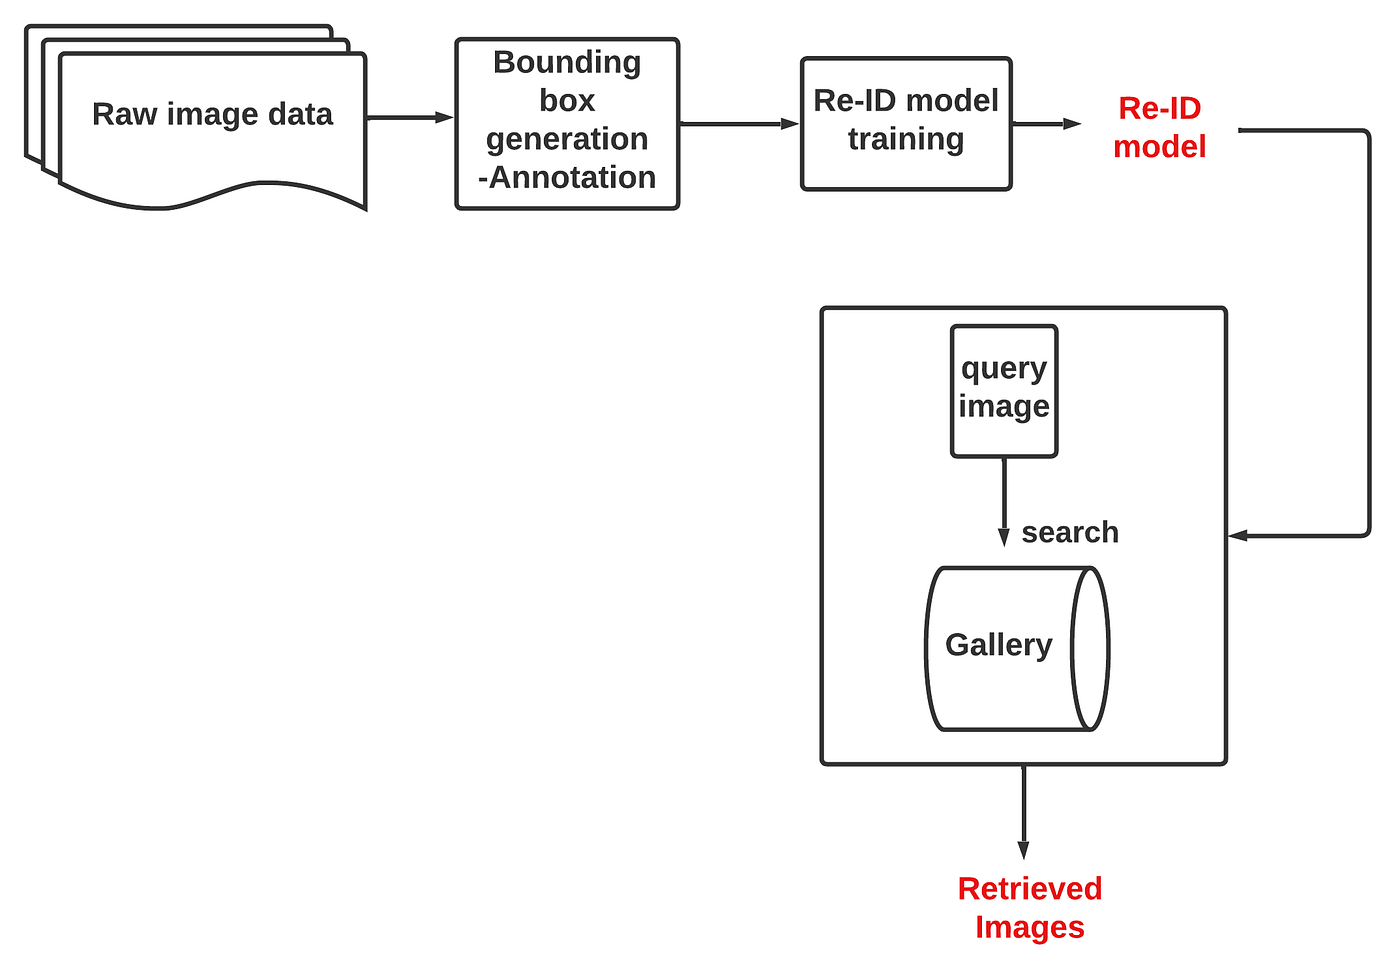 Raw image data
Bounding
box
generation
-Annotation
Re-ID model
training
Re-ID
model
query
image
search
Gallery
Retrieved
Images